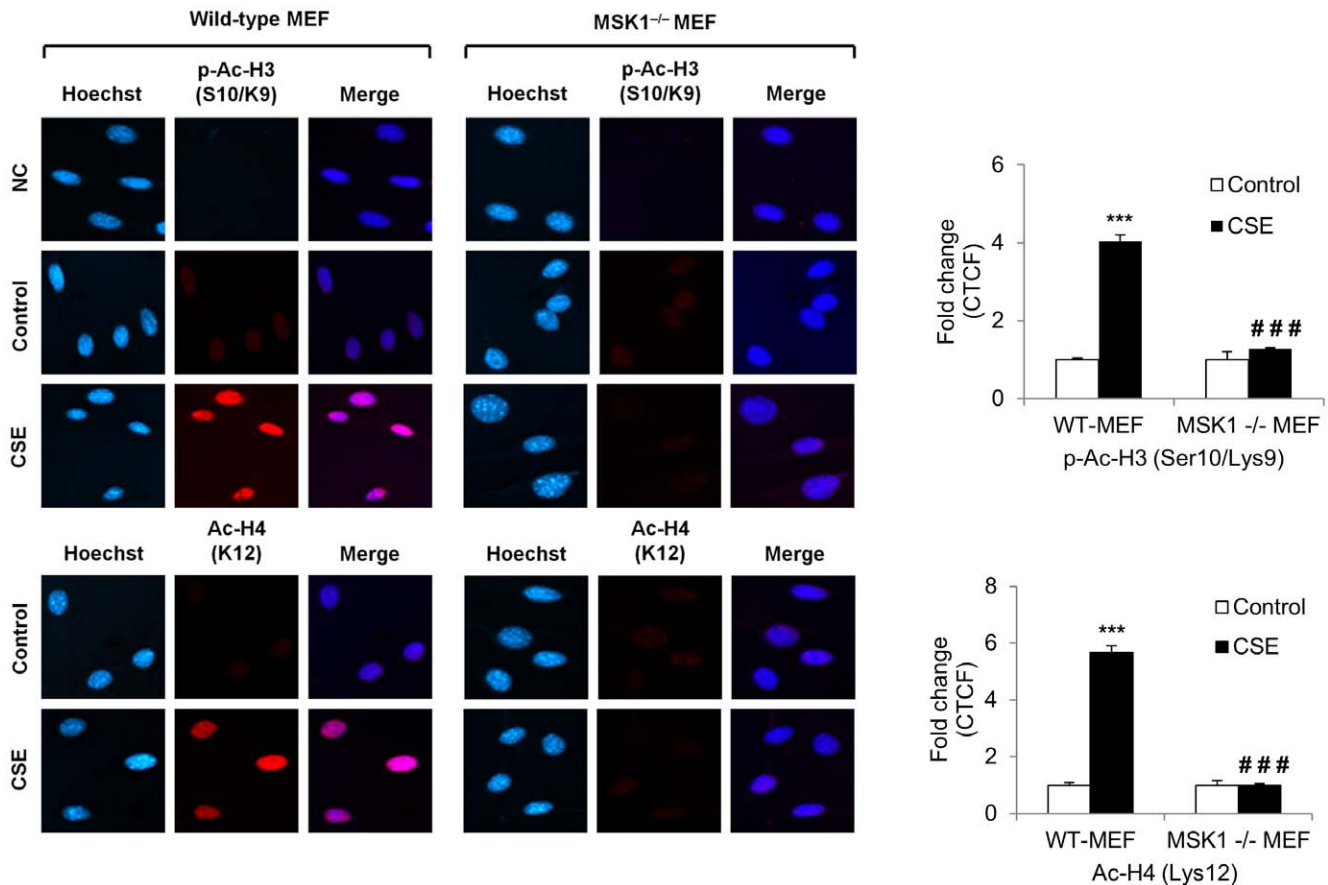 Wild-type MEF
MSK1–/– MEF
Hoechst
p-Ac-H3
(S10/K9)
Merge
Hoechst
p-Ac-H3
(S10/K9)
Merge
NC
Control
CSE
Hoechst
Ac-H4
(K12)
Merge
Hoechst
Ac-H4
(K12)
Merge
Control
CSE
Fold change
(CTCF)
6
4
2
0
Control
CSE
***
# # #
WT-MEF
MSK1 -/- MEF
p-Ac-H3 (Ser10/Lys9)
Fold change
(CTCF)
8
6
4
2
0
Control
CSE
***
# # #
WT-MEF
MSK1 -/- MEF
Ac-H4 (Lys12)